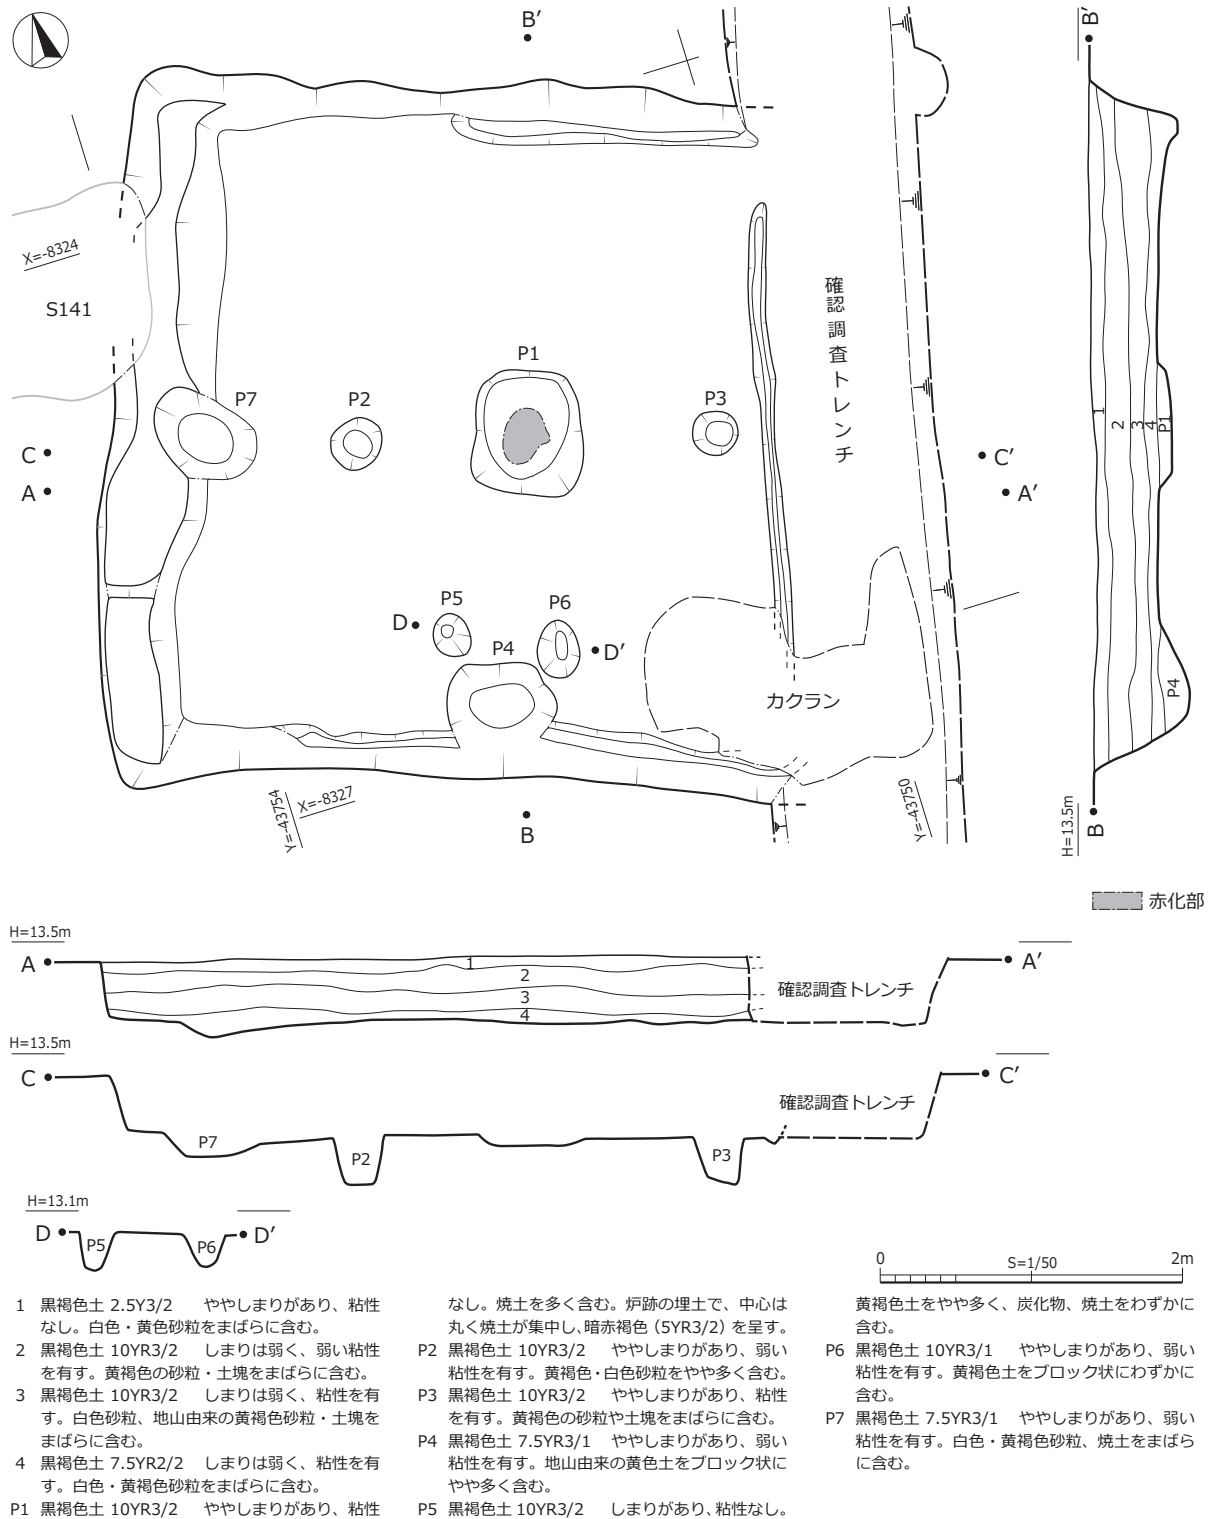 B′
B′
X=-8324
S141
確認調査トレンチ
P1
P7
P2
P3
1
2
3
4
P1
C
A
C′
A′
P5
P6
D
D′
P4
P4
カクラン
Y=-43754
X=-8327
Y=-43750
B
H=13.5m
B
赤化部
H=13.5m
A
1
2
3
4
確認調査トレンチ
A′
H=13.5m
C
P7
P2
P3
確認調査トレンチ
C′
H=13.1m
D
P5
P6
D′
0
S=1/50
2m
1 黒褐色土 2.5Y3/2 ややしまりがあり、粘性
なし。白色・黄色砂粒をまばらに含む。
2 黒褐色土 10YR3/2 しまりは弱く、弱い粘性
を有す。黄褐色の砂粒・土塊をまばらに含む。
3 黒褐色土 10YR3/2 しまりは弱く、粘性を有
す。白色砂粒、地山由来の黄褐色砂粒・土塊を
まばらに含む。
4 黒褐色土 7.5YR2/2 しまりは弱く、粘性を有
す。白色・黄褐色砂粒をまばらに含む。
P1 黒褐色土 10YR3/2 ややしまりがあり、粘性
なし。焼土を多く含む。炉跡の埋土で、中心は
丸く焼土が集中し、暗赤褐色（5YR3/2）を呈す。
P2 黒褐色土 10YR3/2 ややしまりがあり、弱い
粘性を有す。黄褐色・白色砂粒をやや多く含む。
P3 黒褐色土 10YR3/2 ややしまりがあり、粘性
を有す。黄褐色の砂粒や土塊をまばらに含む。
P4 黒褐色土 7.5YR3/1 ややしまりがあり、弱い
粘性を有す。地山由来の黄色土をブロック状に
やや多く含む。
P5 黒褐色土 10YR3/2 しまりがあり、粘性なし。
黄褐色土をやや多く、炭化物、焼土をわずかに
含む。
P6 黒褐色土 10YR3/1 ややしまりがあり、弱い
粘性を有す。黄褐色土をブロック状にわずかに
含む。
P7 黒褐色土 7.5YR3/1 ややしまりがあり、弱い
粘性を有す。白色・黄褐色砂粒、焼土をまばら
に含む。